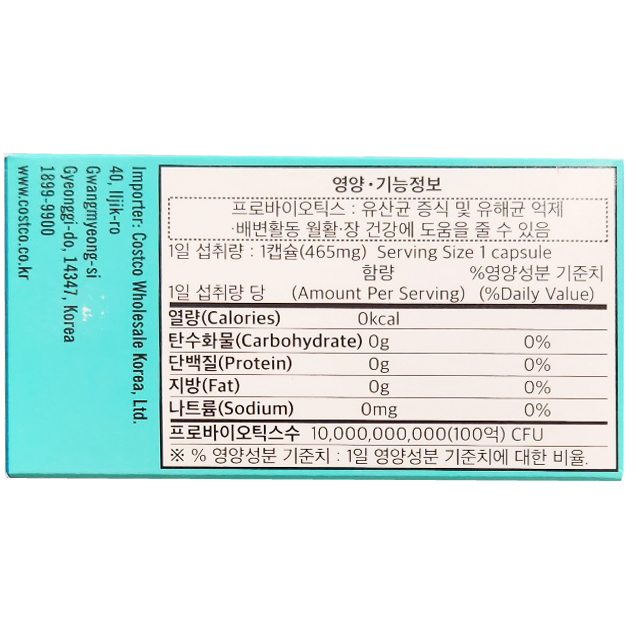 Importer: Costco Wholesale Korea, Ltd.
40, Iljik-ro
Gwangmyeong-si
Gyeonggi-do, 14347, Korea
1899-9900
www.costco.co.kr
영양·기능정보
프로바이오틱스 : 유산균 증식 및 유해균 억제
·배변활동 원활·장 건강에 도움을 줄 수 있음
1일 섭취량 : 1캡슐(465mg) Serving Size 1 capsule
함량 %영양성분 기준치
1일 섭취량 당 (Amount Per Serving) (%Daily Value)
열량(Calories) 0kcal
탄수화물(Carbohydrate) 0g 0%
단백질(Protein) 0g 0%
지방(Fat) 0g 0%
나트륨(Sodium) 0mg 0%
프로바이오틱스수 10,000,000,000(100억) CFU
※ % 영양성분 기준치 : 1일 영양성분 기준치에 대한 비율.